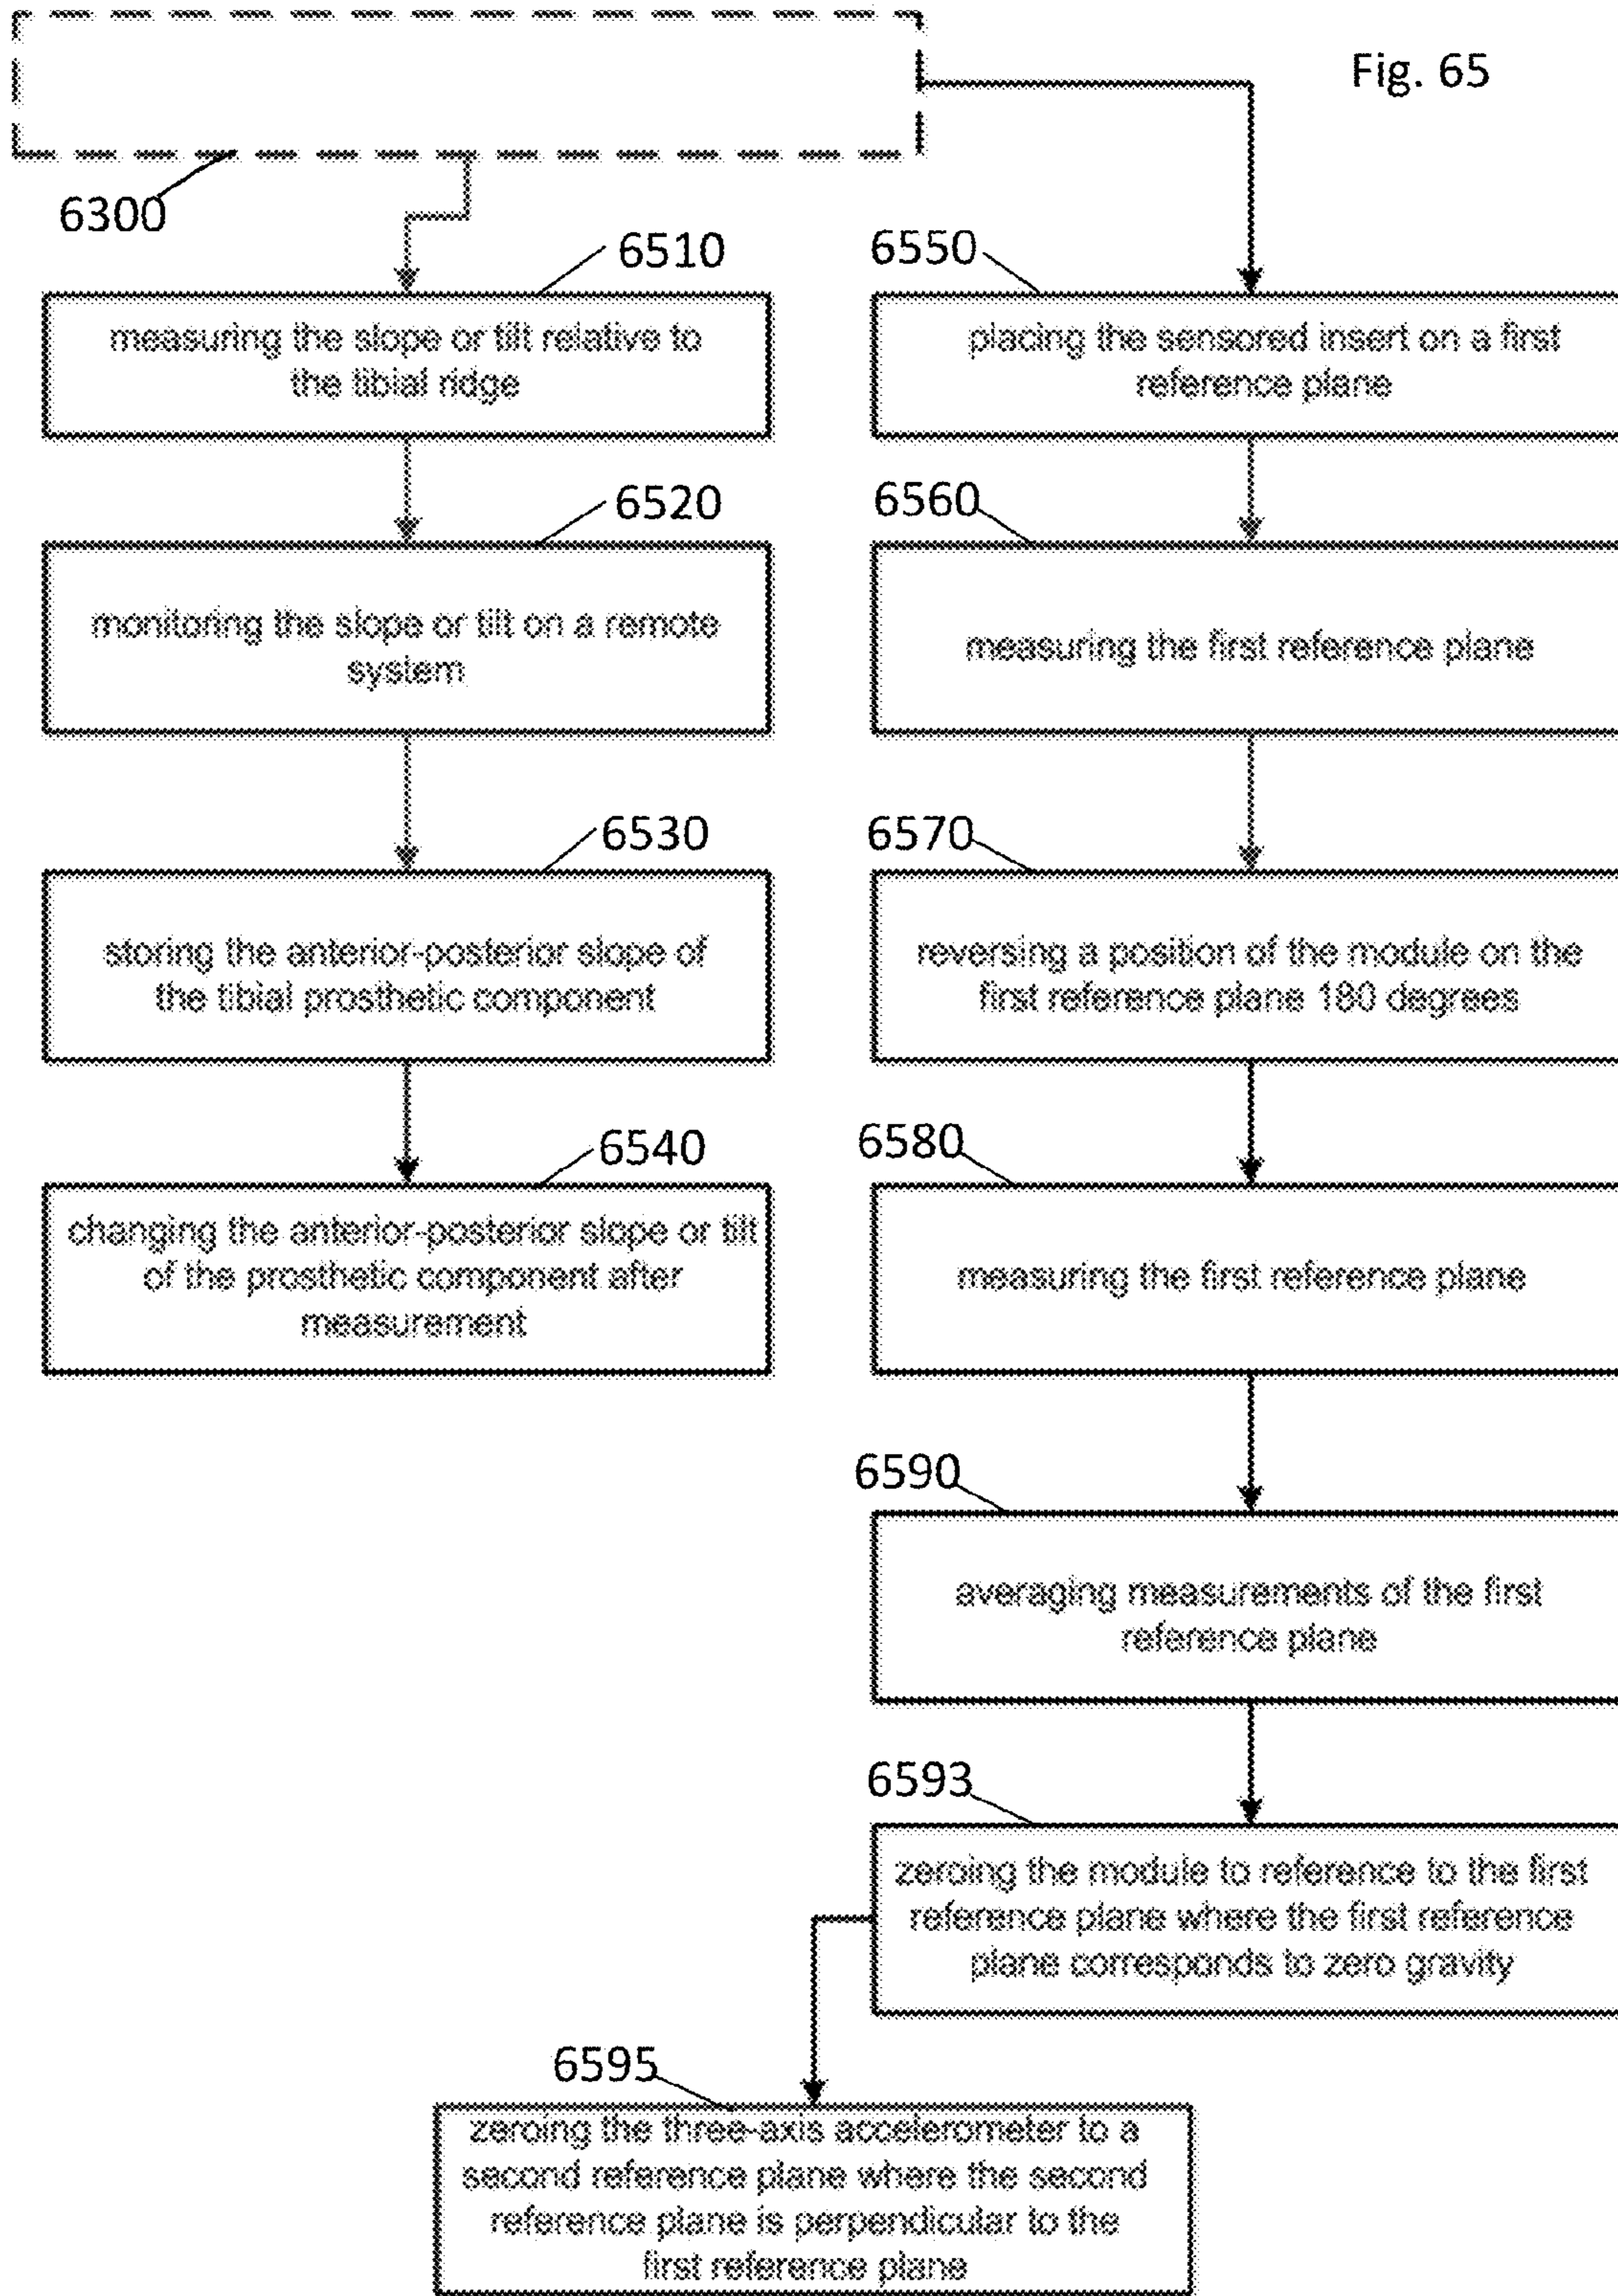 Fig. 65
6300
6510
measuring the slope or tilt relative to
the tibial ridge
6520
monitoring the slope or tilt on a remote
system
6530
storing the anterior-posterior slope of
the tibial prosthetic component
6540
changing the anterior-posterior slope or tilt
of the prosthetic component after
measurement
6550
placing the sensored insert on a first
reference plane
6560
measuring the first reference plane
6570
reversing a position of the module on the
first reference plane 180 degrees
6580
measuring the first reference plane
6590
averaging measurements of the first
reference plane
6593
zeroing the module to reference to the first
reference plane where the first reference
plane corresponds to zero gravity
6595
zeroing the three-axis accelerometer to a
second reference plane where the second
reference plane is perpendicular to the
first reference plane